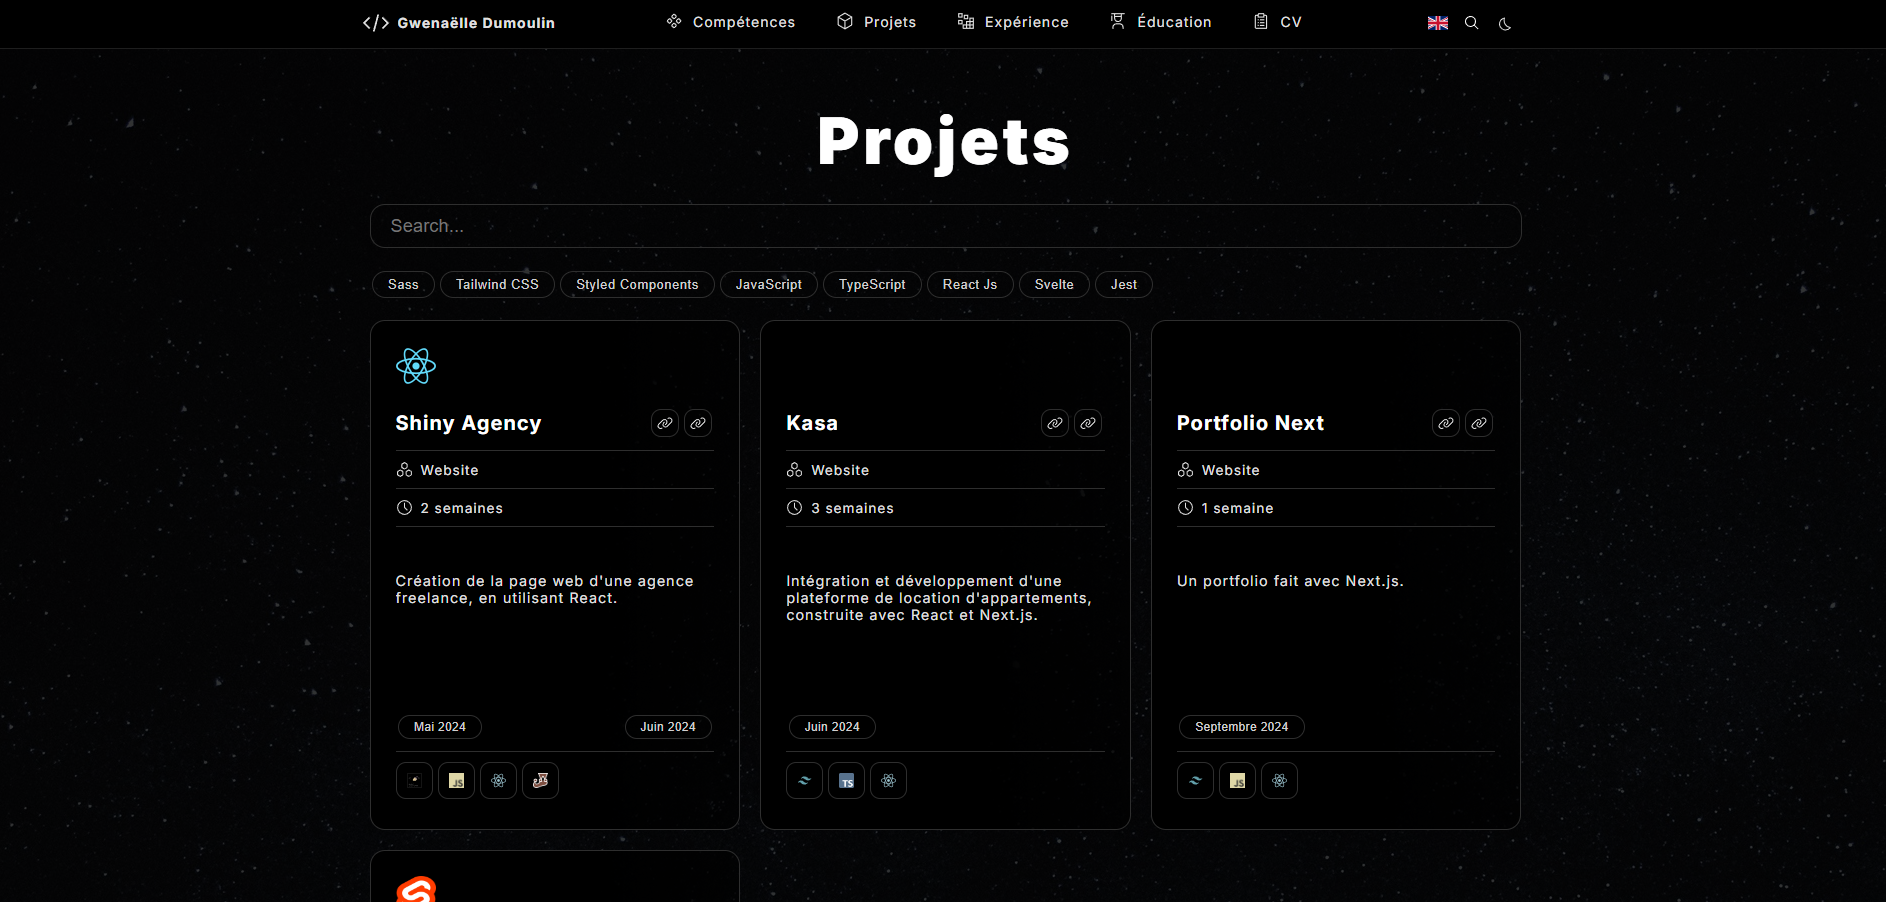 </> Gwenaëlle Dumoulin
Compétences
Projets
Expérience
Éducation
CV
Projets
Search...
Sass
Tailwind CSS
Styled Components
JavaScript
TypeScript
React Js
Svelte
Jest
Shiny Agency
Website
2 semaines
Création de la page web d'une agence
freelance, en utilisant React.
Mai 2024
Juin 2024
JS
Kasa
Website
3 semaines
Intégration et développement d'une
plateforme de location d'appartements,
construite avec React et Next.js.
Juin 2024
TS
Portfolio Next
Website
1 semaine
Un portfolio fait avec Next.js.
Septembre 2024
JS